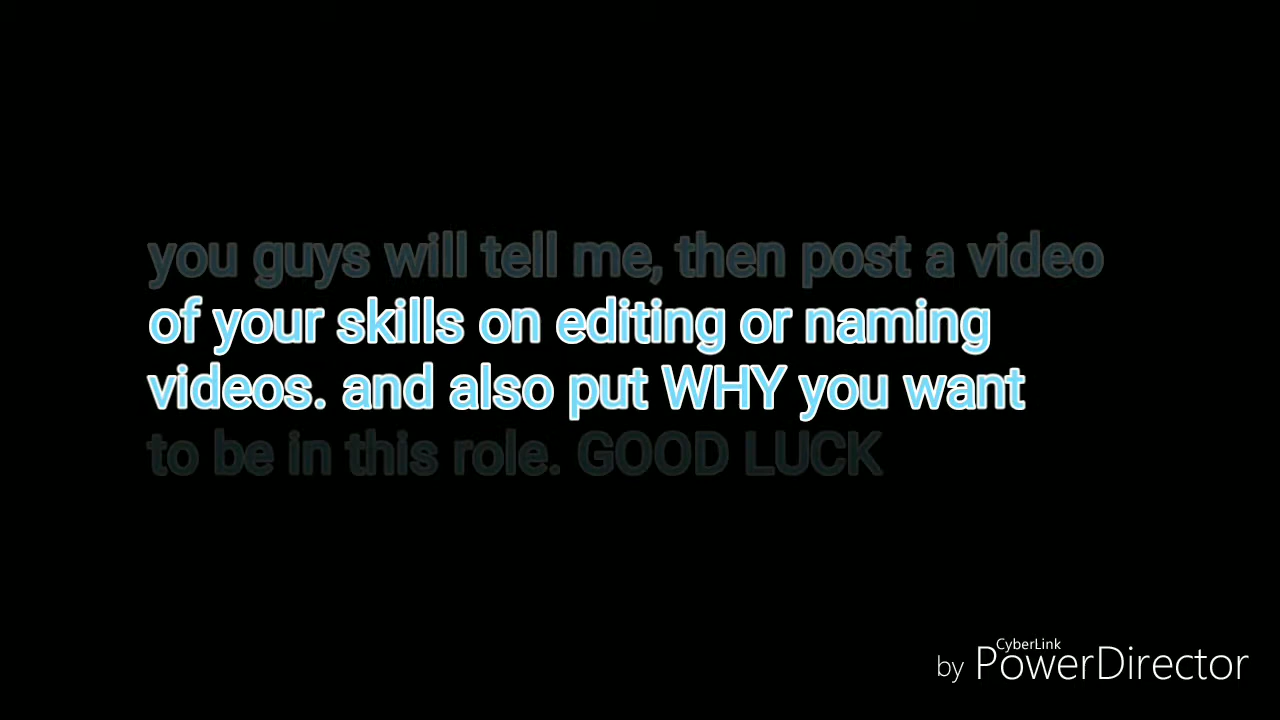 you guys will tell me, then post a video
of your skills on editing or naming
videos. and also put WHY you want
to be in this role. GOOD LUCK
CyberLink
by PowerDirector